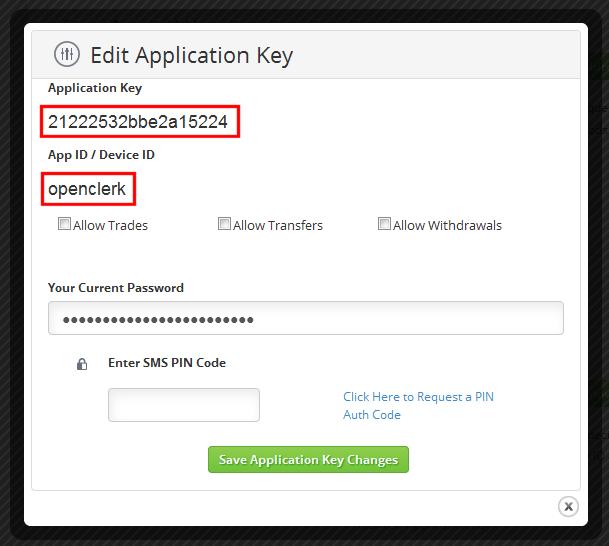 Edit Application Key
Application Key
21222532bbe2a15224
App ID / Device ID
openclerk
Allow Trades Allow Transfers Allow Withdrawals
Your Current Password
••••••••••••••••••••••••
Enter SMS PIN Code
Click Here to Request a PIN
Auth Code
Save Application Key Changes
x